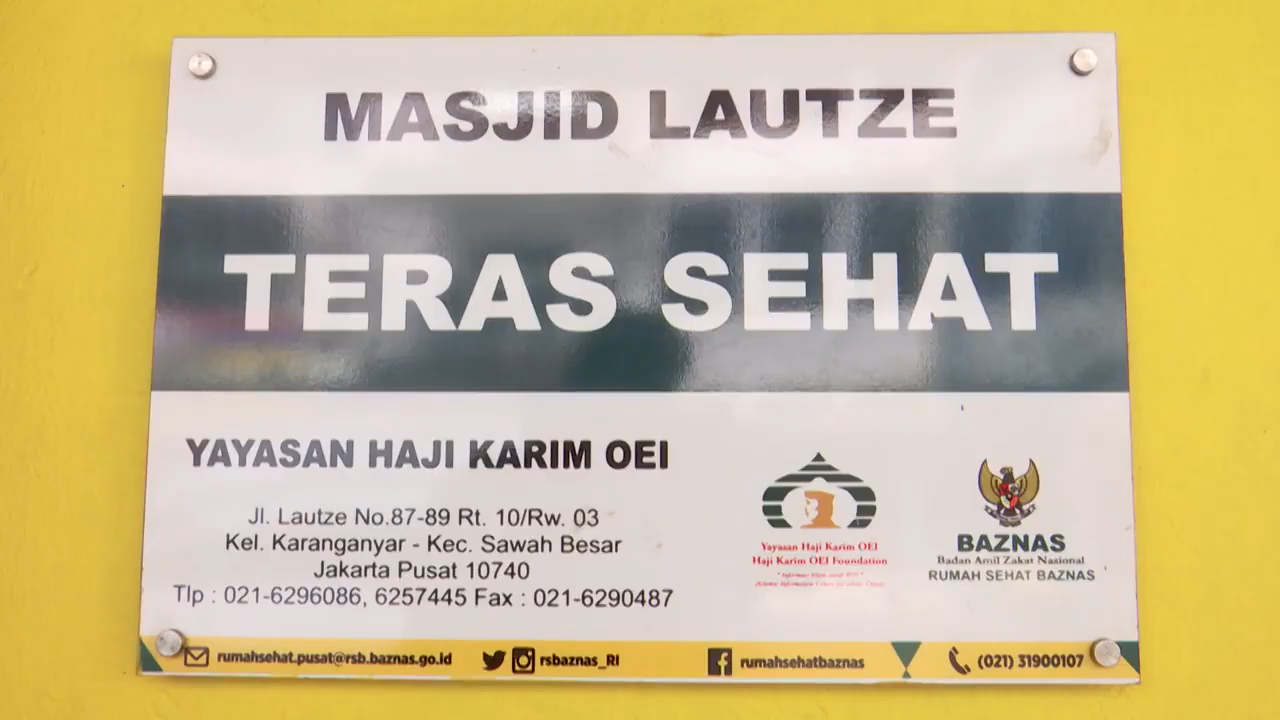 MASJID LAUTZE
TERAS SEHAT
YAYASAN HAJI KARIM OEI
Jl. Lautze No.87-89 Rt. 10/Rw. 03
Kel. Karanganyar - Kec. Sawah Besar
Jakarta Pusat 10740
Tlp : 021-6296086, 6257445 Fax : 021-6290487
Yayasan Haji Karim OEI
Haji Karim OEI Foundation
BAZNAS
Badan Amil Zakat Nasional
RUMAH SEHAT BAZNAS
rumahsehat.pusat@rsb.baznas.go.id
rsbaznas_RI
rumahsehatbaznas
(021) 31900107